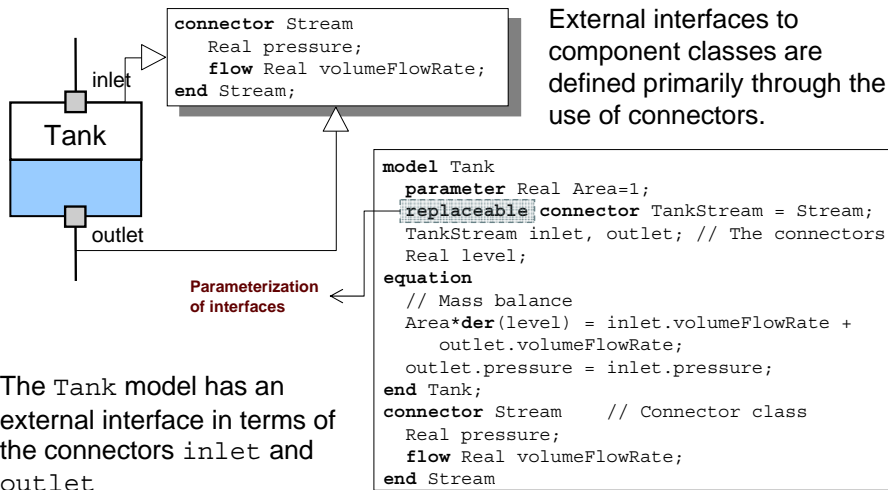 connector Stream
Real pressure;
flow Real volumeFlowRate;
end Stream;
External interfaces to
component classes are
defined primarily through the
use of connectors.
inlet
Tank
outlet
Parameterization
of interfaces
model Tank
parameter Real Area=1;
replaceable connector TankStream = Stream;
TankStream inlet, outlet; // The connectors
Real level;
equation
// Mass balance
Area*der(level) = inlet.volumeFlowRate +
outlet.volumeFlowRate;
outlet.pressure = inlet.pressure;
end Tank;
connector Stream // Connector class
Real pressure;
flow Real volumeFlowRate;
end Stream
The Tank model has an
external interface in terms of
the connectors inlet and
outlet